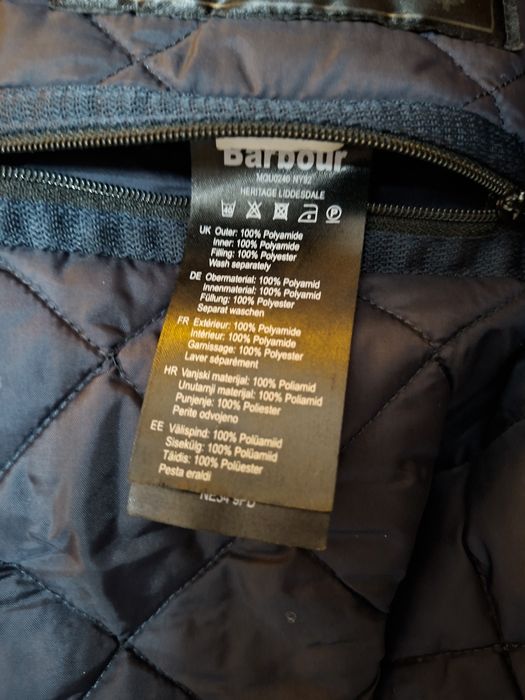 Barbour
MQU0240 NY92
HERITAGE LIDDESDALE
UK Outer: 100% Polyamide
Inner: 100% Polyamide
Filling: 100% Polyester
Wash separately
DE Obermaterial: 100% Polyamid
Innenmaterial: 100% Polyamid
Füllung: 100% Polyester
Separat waschen
FR Extérieur: 100% Polyamide
Intérieur: 100% Polyamide
Garnissage: 100% Polyester
Laver séparément
HR Vanjski materijal: 100% Poliamid
Unutarnji materijal: 100% Poliamid
Punjenje: 100% Poliester
Perite odvojeno
EE Välispind: 100% Polüamiid
Sisekülg: 100% Polüamiid
Täidis: 100% Polüester
Pesta eraldi
NE34 9PD